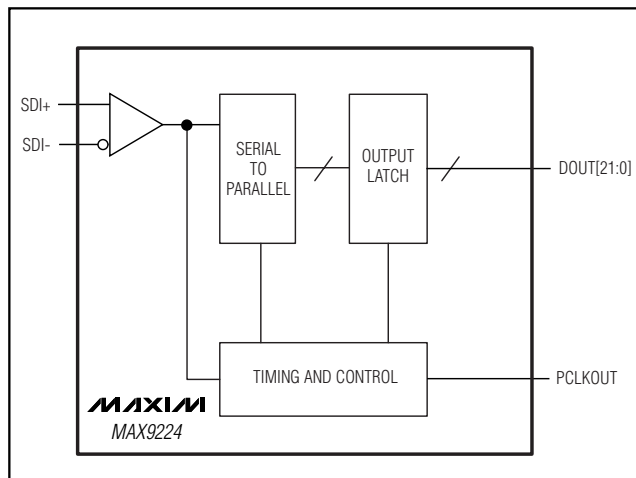 SDI+
SDI-
SERIAL
TO
PARALLEL
OUTPUT
LATCH
DOUT[21:0]
TIMING AND CONTROL
PCLKOUT
MAXIM
MAX9224